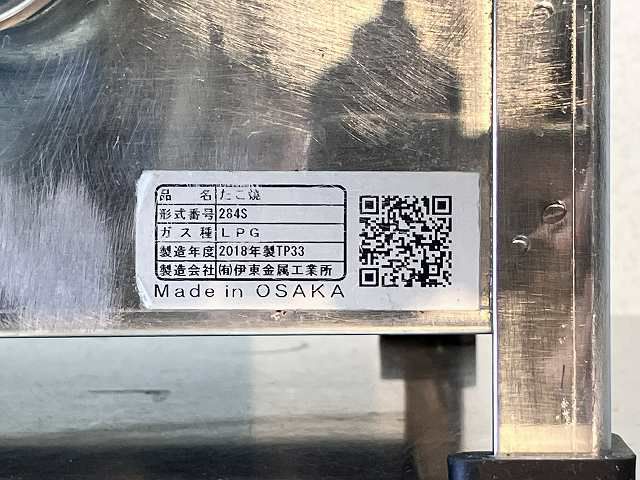 品名 たこ焼
形式番号 284S
ガス種 LPG
製造年度 2018年製TP33
製造会社 ㈲伊東金属工業所
Made in OSAKA